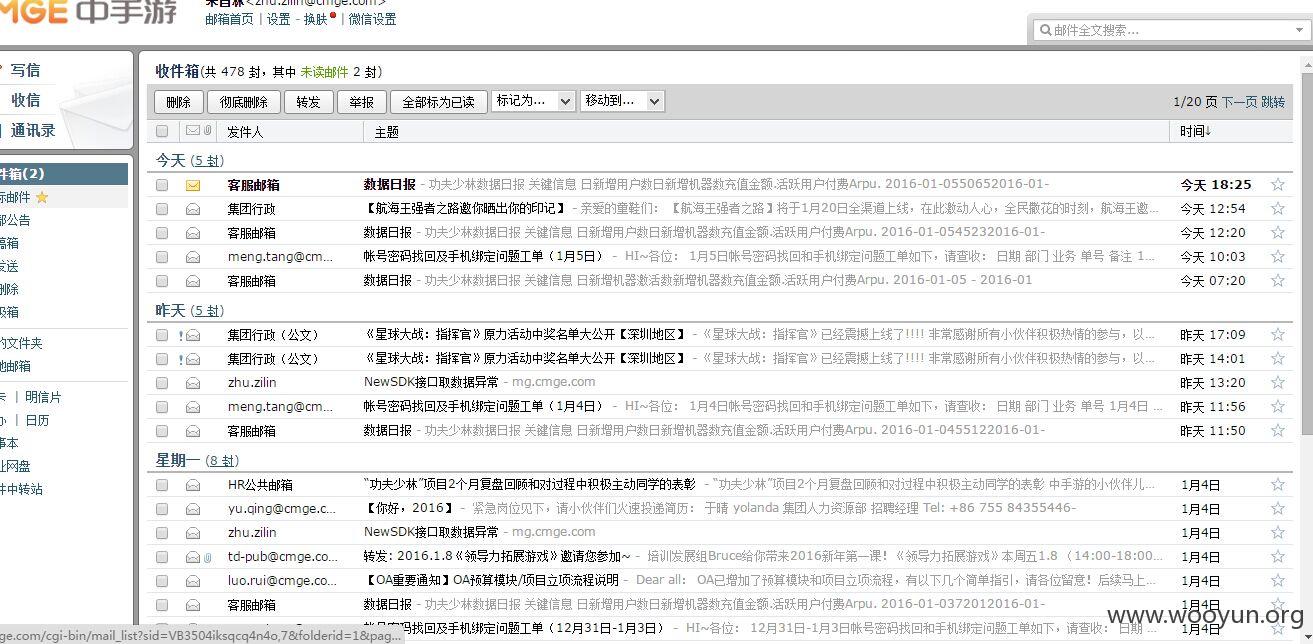 MGE 中手游
<zhu.zilin@cmge.com>
邮箱首页 | 设置 - 换肤 | 微信设置
邮件全文搜索...
写信
收信
通讯录
件箱(2)
标邮件
部公告
稿箱
发送
删除
圾箱
的文件夹
他邮箱
卡 | 明信片
办 | 日历
事本
业网盘
件中转站
收件箱(共 478 封，其中 未读邮件 2 封)
删除 彻底删除 转发 举报 全部标为已读 标记为... 移动到... 1/20 页 下一页 跳转
发件人 主题 时间↓
今天 (5 封)
客服邮箱 数据日报 - 功夫少林数据日报 关键信息 日新增用户数日新增机器数充值金额.活跃用户付费Arpu. 2016-01-0550652016-01- 今天 18:25
集团行政 【航海王强者之路邀你晒出你的印记】 - 亲爱的童鞋们： 【航海王强者之路】将于1月20日全渠道上线，在此激动人心，全民撒花的时刻，航海王邀... 今天 12:54
客服邮箱 数据日报 - 功夫少林数据日报 关键信息 日新增用户数日新增机器数充值金额.活跃用户付费Arpu. 2016-01-0545232016-01- 今天 12:20
meng.tang@cm... 帐号密码找回及手机绑定问题工单（1月5日） - HI~各位： 1月5日帐号密码找回和手机绑定问题工单如下，请查收： 日期 部门 业务 单号 备注 1... 今天 10:03
客服邮箱 数据日报 - 功夫少林数据日报 关键信息 日新增机器激活数新增机器数充值金额.活跃用户付费Arpu. 2016-01-05 - 2016-01 今天 07:20
昨天 (5 封)
集团行政（公文） 《星球大战：指挥官》原力活动中奖名单大公开【深圳地区】 - 《星球大战：指挥官》已经震撼上线了!!!! 非常感谢所有小伙伴积极热情的参与，以... 昨天 17:09
集团行政（公文） 《星球大战：指挥官》原力活动中奖名单大公开【深圳地区】 - 《星球大战：指挥官》已经震撼上线了!!!! 非常感谢所有小伙伴积极热情的参与，以... 昨天 14:01
zhu.zilin NewSDK接口取数据异常 - mg.cmge.com 昨天 13:20
meng.tang@cm... 帐号密码找回及手机绑定问题工单（1月4日） - HI~各位： 1月4日帐号密码找回和手机绑定问题工单如下，请查收： 日期 部门 业务 单号 1月4日 ... 昨天 11:56
客服邮箱 数据日报 - 功夫少林数据日报 关键信息 日新增用户数日新增机器数充值金额.活跃用户付费Arpu. 2016-01-0455122016-01- 昨天 11:50
星期一 (8 封)
HR公共邮箱 “功夫少林”项目2个月复盘回顾和对过程中积极主动同学的表彰 - “功夫少林”项目2个月复盘回顾和对过程中积极主动同学的表彰 中手游的小伙伴儿... 1月4日
yu.qing@cmge.c... 【你好，2016】 - 紧急岗位见下，请小伙伴们火速投递简历： 于晴 yolanda 集团人力资源部 招聘经理 Tel: +86 755 84355446- 1月4日
zhu.zilin NewSDK接口取数据异常 - mg.cmge.com 1月4日
td-pub@cmge.co... 转发: 2016.1.8《领导力拓展游戏》邀请您参加~ - 培训发展组Bruce给你带来2016新年第一课！《领导力拓展游戏》本周五1.8 （14:00-18:00... 1月4日
luo.rui@cmge.co... 【OA重要通知】OA预算模块/项目立项流程说明 - Dear all： OA已增加了预算模块和项目立项流程，有以下几个简单指引，请各位留意！后续马上... 1月4日
客服邮箱 数据日报 - 功夫少林数据日报 关键信息 日新增用户数日新增机器数充值金额.活跃用户付费Arpu. 2016-01-0372012016-01- 1月4日
帐号密码找回及手机绑定问题工单（12月31日-1月3日） - HI~各位： 12月31日-1月3日帐号密码找回和手机绑定问题工单如下，请查收： 日期 1月4日
www.wooyun.org
ge.com/cgi-bin/mail_list?sid=VB3504iksqcq4n4o,7&folderid=1&pag...